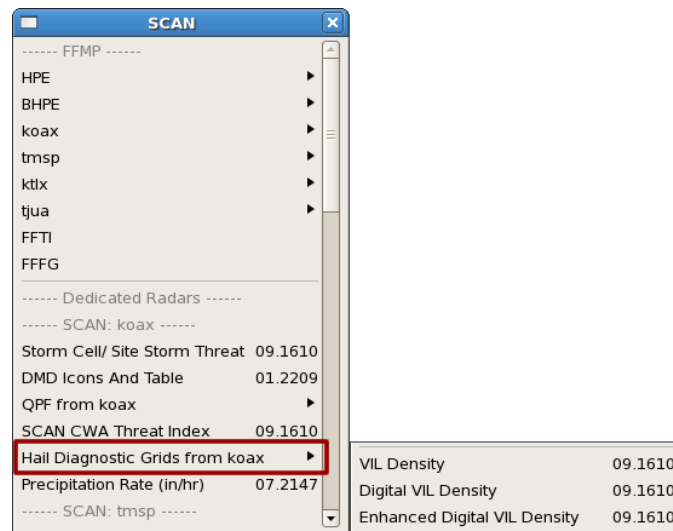 SCAN
------ FFMP ------
HPE
BHPE
koax
tmsp
ktlx
tjua
FFTI
FFFG
------ Dedicated Radars ------
------ SCAN: koax ------
Storm Cell/ Site Storm Threat 09.1610
DMD Icons And Table 01.2209
QPF from koax
SCAN CWA Threat Index 09.1610
Hail Diagnostic Grids from koax
Precipitation Rate (in/hr) 07.2147
------ SCAN: tmsp ------
VIL Density 09.1610
Digital VIL Density 09.1610
Enhanced Digital VIL Density 09.1610